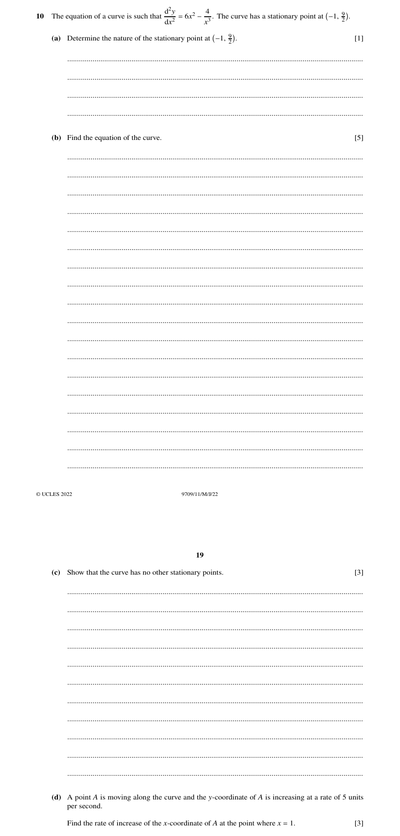 10 The equation of a curve is such that d²y/dx² = 6x² − 4/x³. The curve has a stationary point at (−1, 9/2).
(a) Determine the nature of the stationary point at (−1, 9/2). [1]
(b) Find the equation of the curve. [5]
© UCLES 2022 9709/11/M/J/22
19
(c) Show that the curve has no other stationary points. [3]
(d) A point A is moving along the curve and the y-coordinate of A is increasing at a rate of 5 units
per second.
Find the rate of increase of the x-coordinate of A at the point where x = 1. [3]